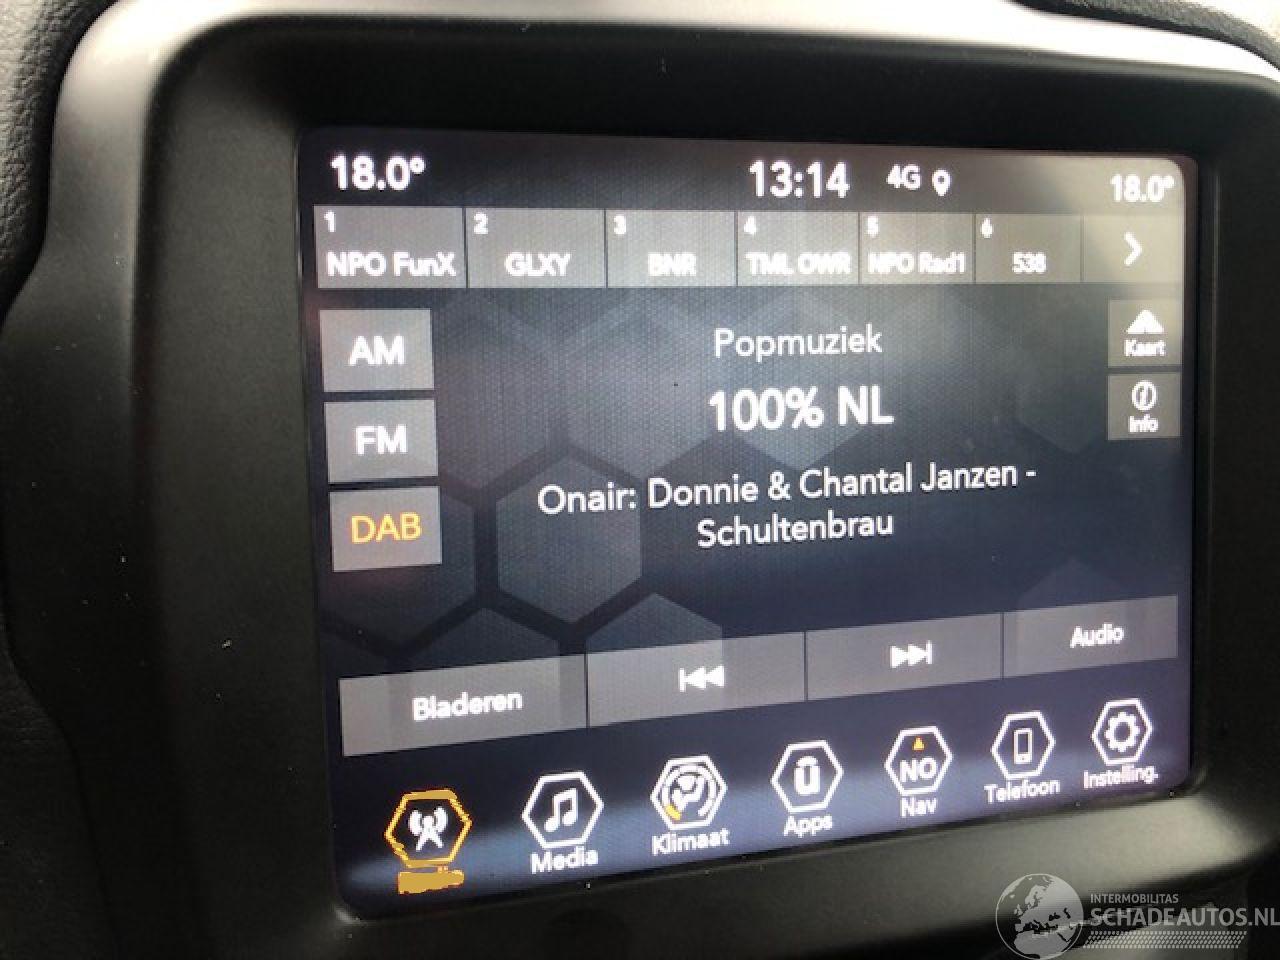 18.0° 13:14 4G 18.0°
1 2 3 4 5 6
NPO FunX GLXY BNR TML OWR NPO Rad1 538
AM
FM
DAB
Popmuziek
100% NL
Onair: Donnie & Chantal Janzen -
Schultenbrau
Kaart
Info
Bladeren Audio
NO
Media Klimaat Apps Nav Telefoon Instelling.
INTERMOBILITAS
SCHADEAUTOS.NL